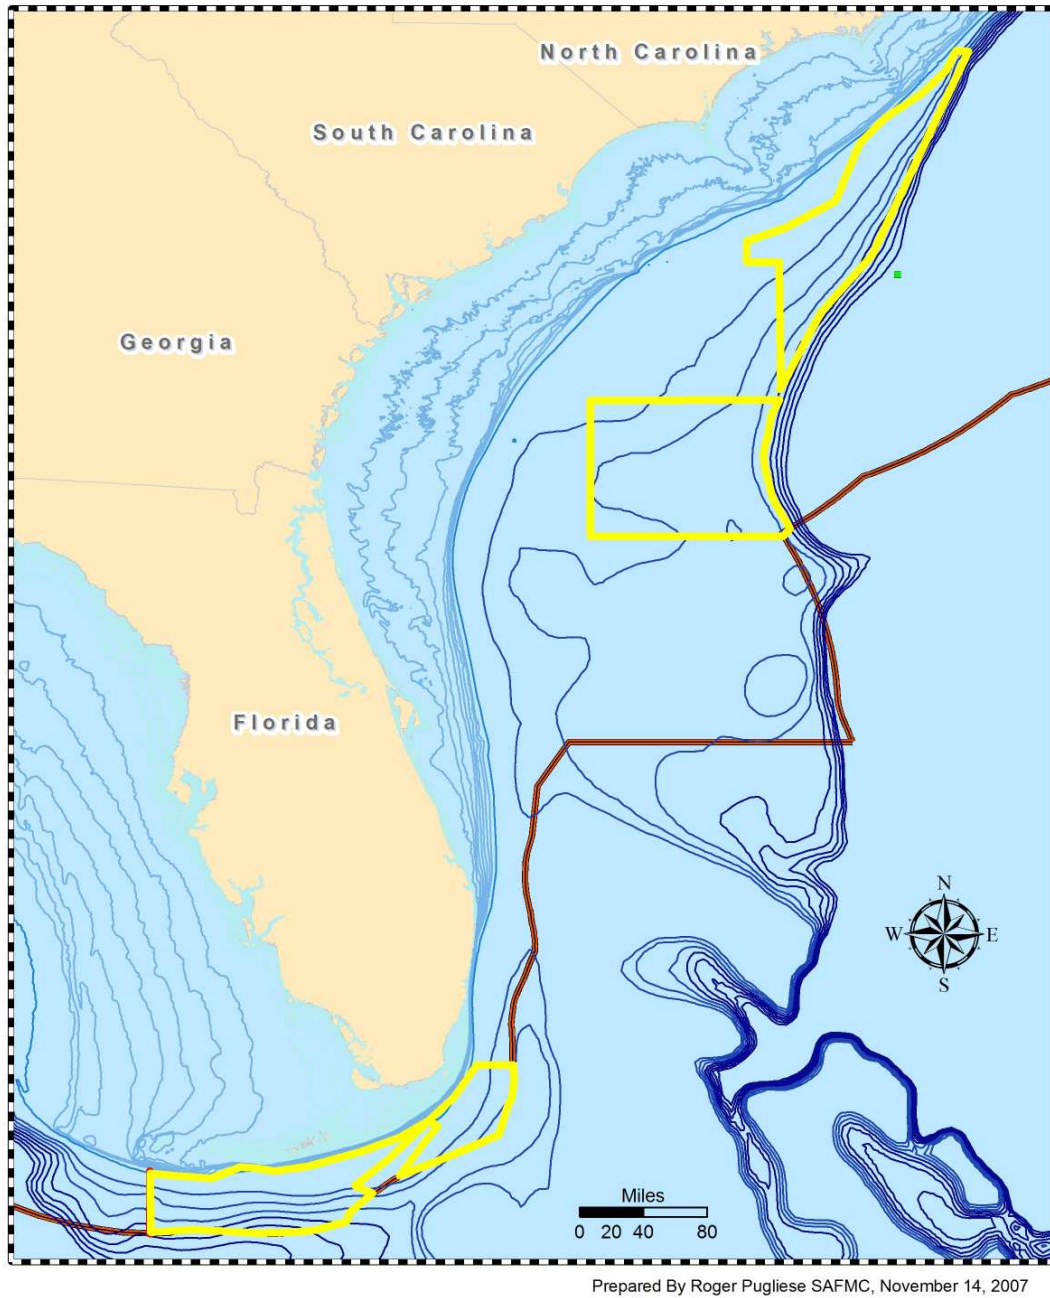 North Carolina
South Carolina
Georgia
Florida
N
W E
S
Miles
0 20 40 80
Prepared By Roger Pugliese SAFMC, November 14, 2007